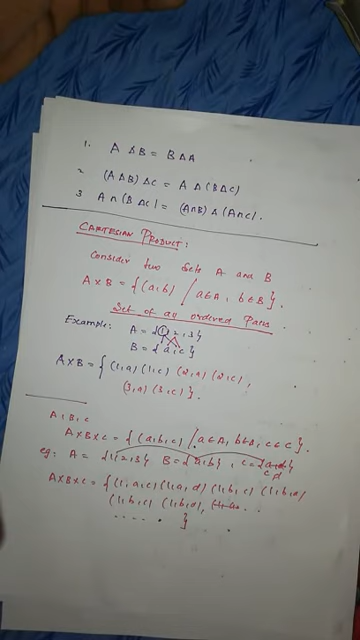 1. A Δ B = B Δ A
2 (A Δ B) Δ C = A Δ (B Δ C)
3 A ∩ (B Δ C) = (A∩B) Δ (A∩C).
CARTESIAN PRODUCT:
Consider two sets A and B
A x B = {(a,b) / a∈A, b∈B}.
Set of all ordered Pairs
Example: A = {1,2,3}
B = {a,c}
A x B = {(1,a) (1,c) (2,a) (2,c),
(3,a) (3,c)}.
A, B, C
A x B x C = {(a,b,c) / a∈A, b∈B, c∈C}.
eg: A = {1,2,3} B = {a,b}, C = {c,d}
A x B x C = {(1,a,c) (1,a,d) (1,b,c) (1,b,d)
(1,b,c) (1,b,d), . .
. . . . . }